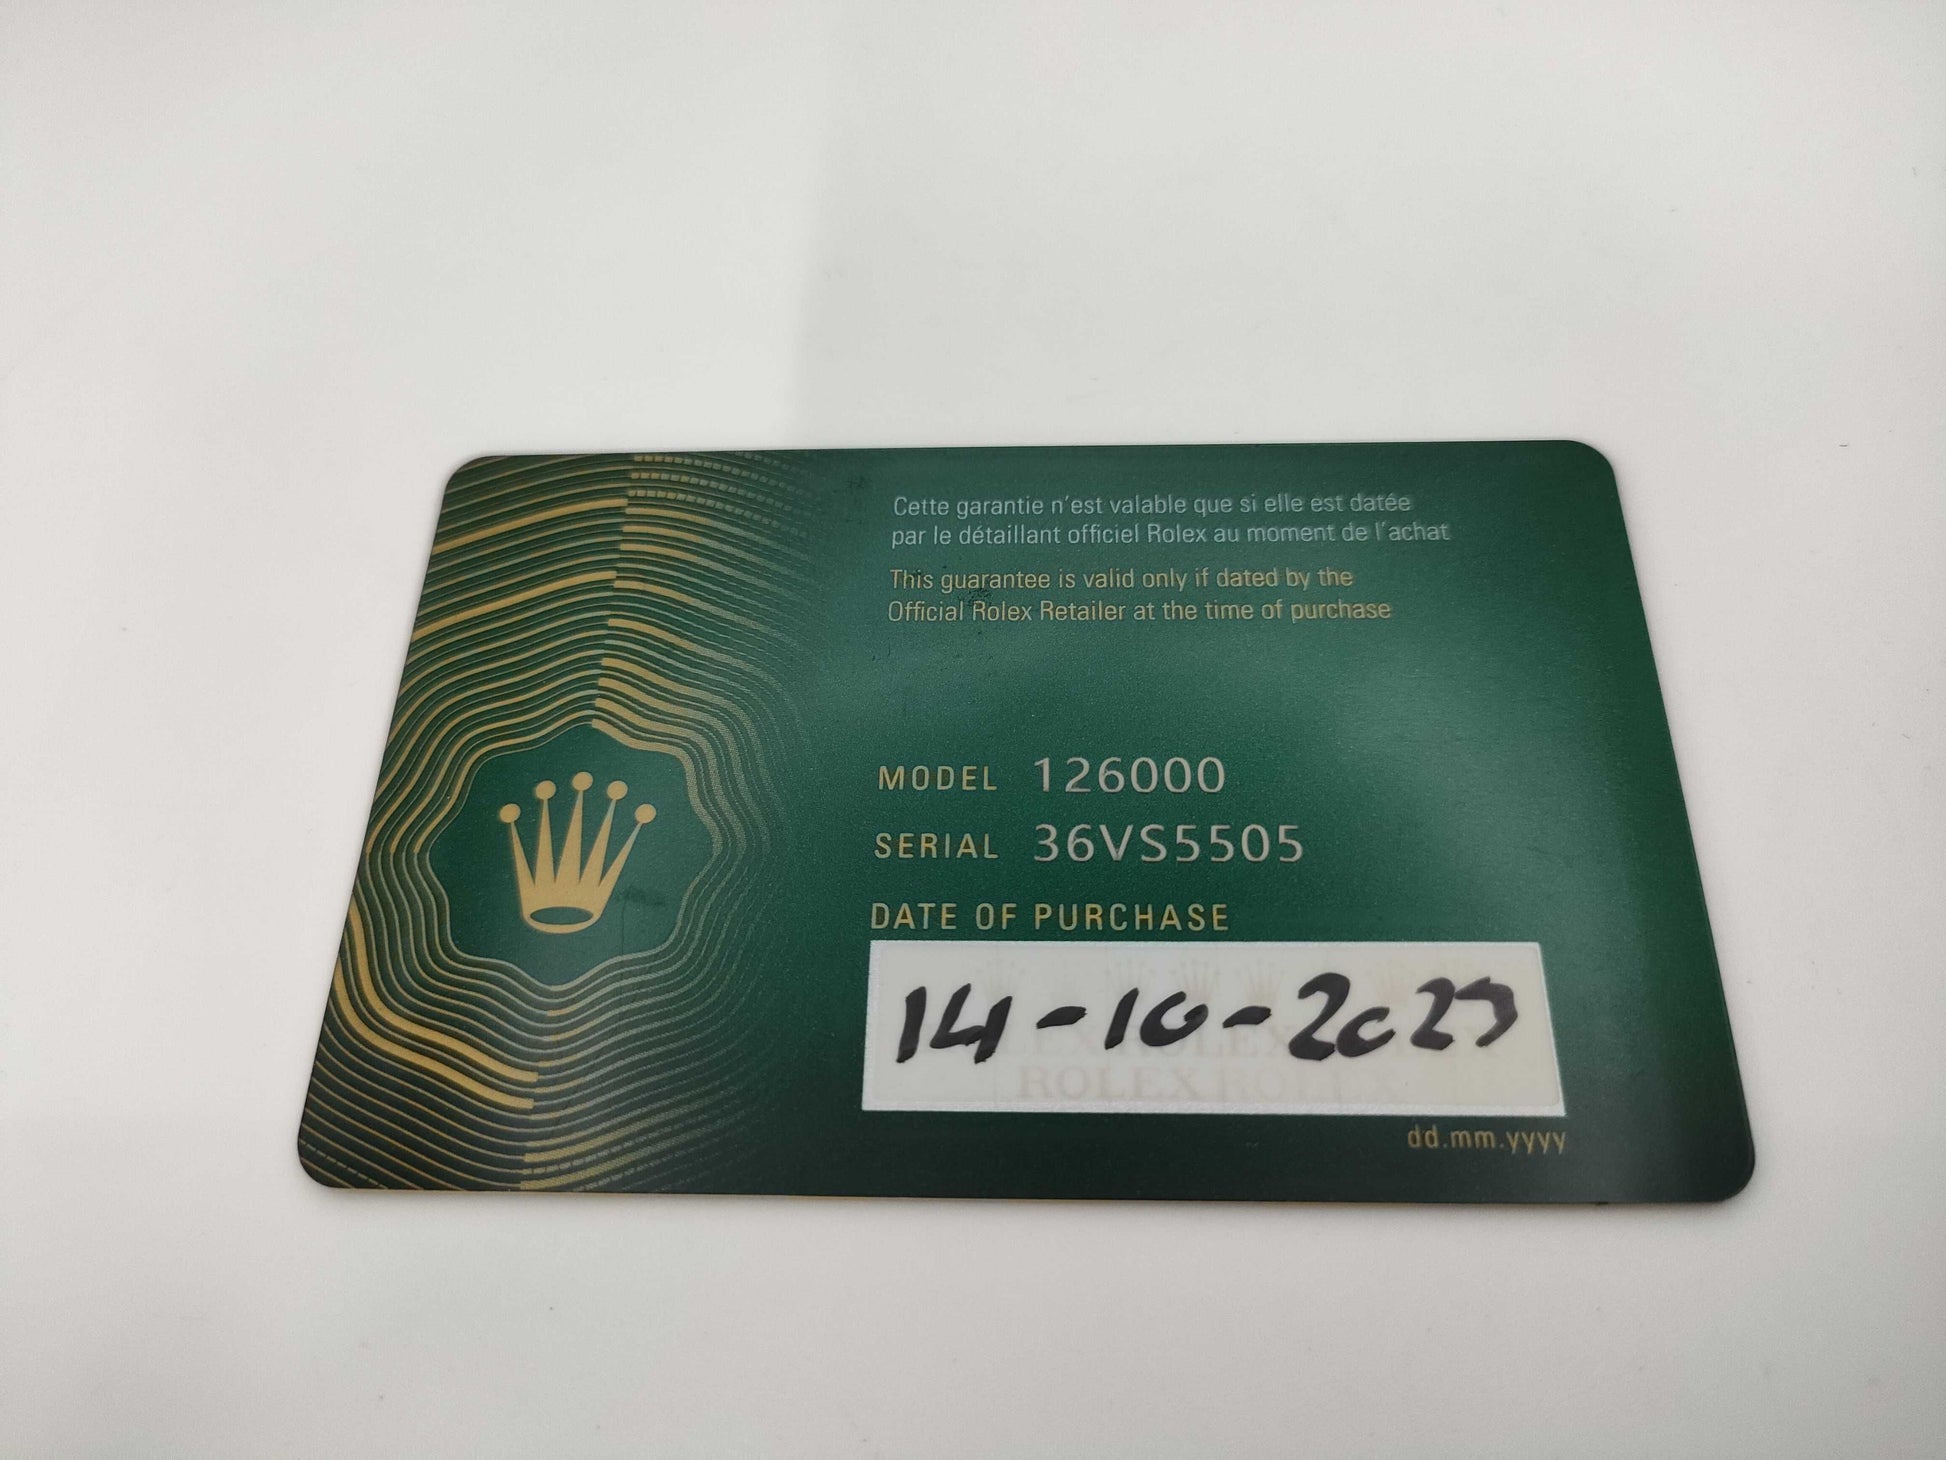 Cette garantie n'est valable que si elle est datée
par le détaillant officiel Rolex au moment de l'achat
This guarantee is valid only if dated by the
Official Rolex Retailer at the time of purchase
MODEL 126000
SERIAL 36VS5505
DATE OF PURCHASE
14-10-2023
ROLEX ROLEX
dd.mm.yyyy